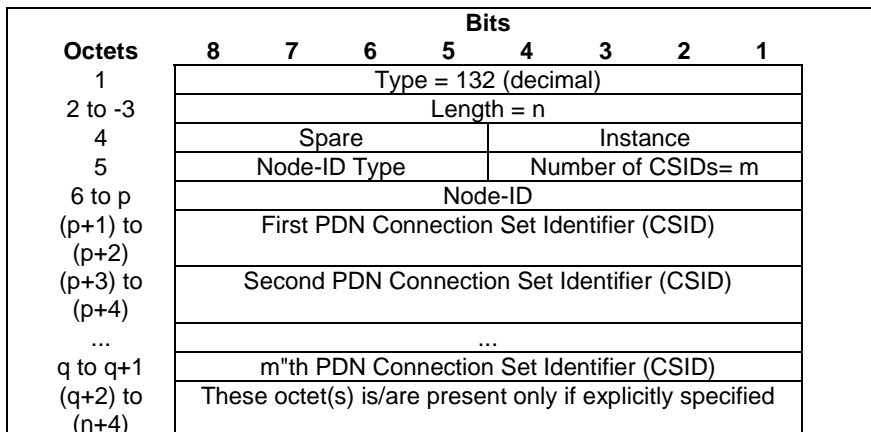 Bits
Octets 8 7 6 5 4 3 2 1
1 Type = 132 (decimal)
2 to -3 Length = n
4 Spare Instance
5 Node-ID Type Number of CSIDs= m
6 to p Node-ID
(p+1) to First PDN Connection Set Identifier (CSID)
(p+2)
(p+3) to Second PDN Connection Set Identifier (CSID)
(p+4)
... ...
q to q+1 m"th PDN Connection Set Identifier (CSID)
(q+2) to These octet(s) is/are present only if explicitly specified
(n+4)